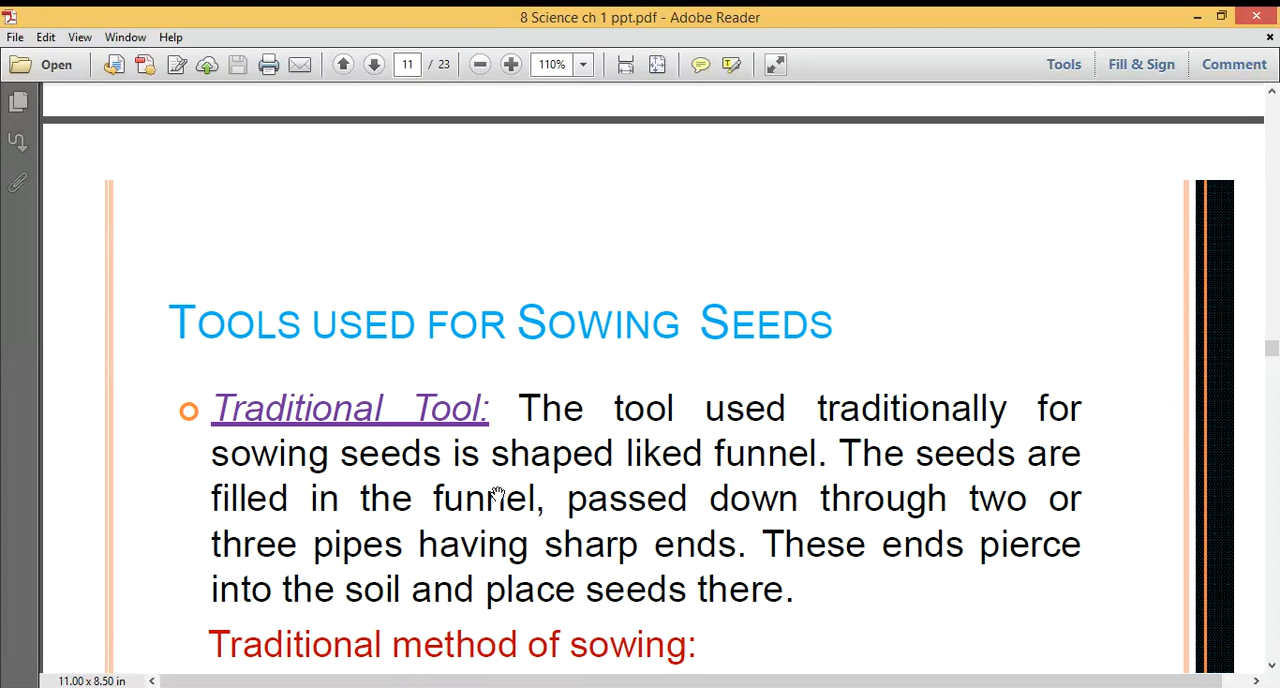 8 Science ch 1 ppt.pdf - Adobe Reader
File Edit View Window Help
Open 11 / 23 110% Tools Fill & Sign Comment
TOOLS USED FOR SOWING SEEDS
Traditional Tool: The tool used traditionally for
sowing seeds is shaped liked funnel. The seeds are
filled in the funnel, passed down through two or
three pipes having sharp ends. These ends pierce
into the soil and place seeds there.
Traditional method of sowing:
11.00 x 8.50 in